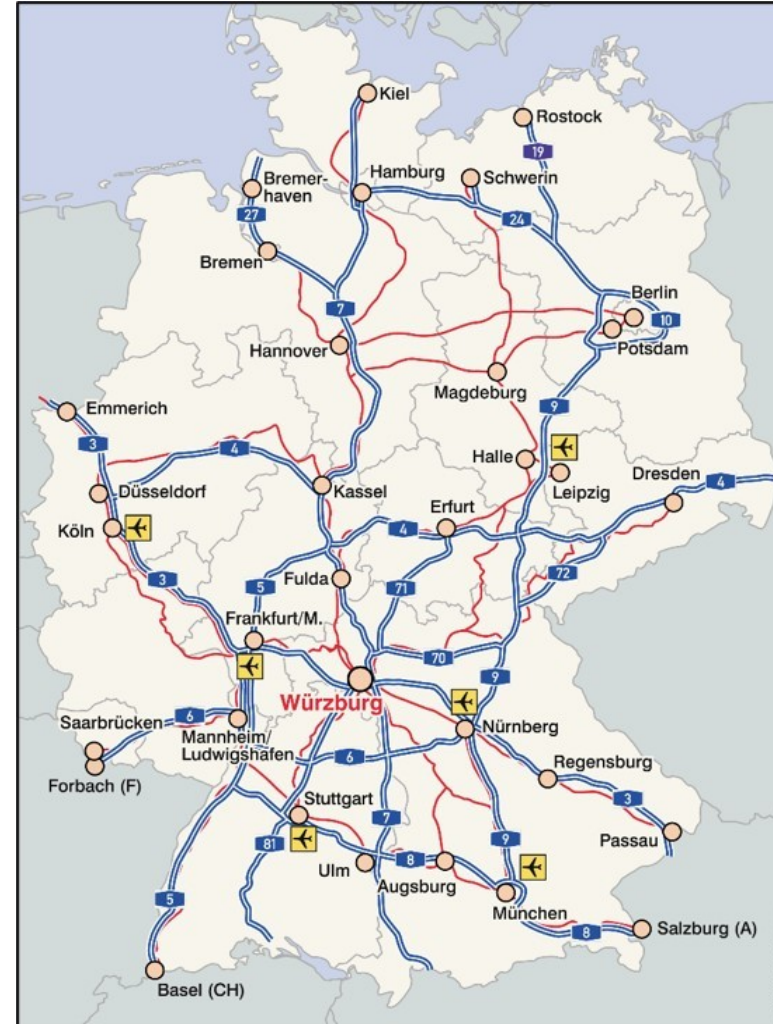 Kiel
Rostock
19
Bremer-
haven
Hamburg
Schwerin
27
24
Bremen
Berlin
7
10
Hannover
Potsdam
Magdeburg
9
Emmerich
3
4
Halle
Düsseldorf
Kassel
Leipzig
Dresden
4
Köln
Erfurt
4
3
5
Fulda
71
72
Frankfurt/M.
70
9
Würzburg
Saarbrücken
6
Mannheim/
Ludwigshafen
Nürnberg
6
Forbach (F)
Regensburg
Stuttgart
3
7
9
81
Passau
8
Ulm
Augsburg
München
5
8
Salzburg (A)
Basel (CH)